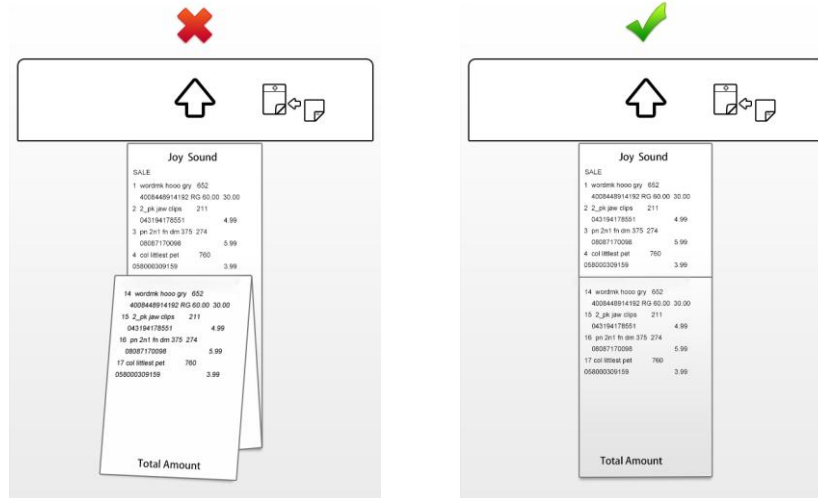 Joy Sound
SALE
1 wordmk hooo gry 652
4008448914192 RG 60.00 30.00
2 2_pk jaw clips 211
043194178551 4.99
3 pn 2n1 fn dm 375 274
08087170098 5.99
4 col littlest pet 760
058000309159 3.99
14 wordmk hooo gry 652
4008448914192 RG 60.00 30.00
15 2_pk jaw clips 211
043194178551 4.99
16 pn 2n1 fn dm 375 274
08087170098 5.99
17 col littlest pet 760
058000309159 3.99
Total Amount
Joy Sound
SALE
1 wordmk hooo gry 652
4008448914192 RG 60.00 30.00
2 2_pk jaw clips 211
043194178551 4.99
3 pn 2n1 fn dm 375 274
08087170098 5.99
4 col littlest pet 760
058000309159 3.99
14 wordmk hooo gry 652
4008448914192 RG 60.00 30.00
15 2_pk jaw clips 211
043194178551 4.99
16 pn 2n1 fn dm 375 274
08087170098 5.99
17 col littlest pet 760
058000309159 3.99
Total Amount